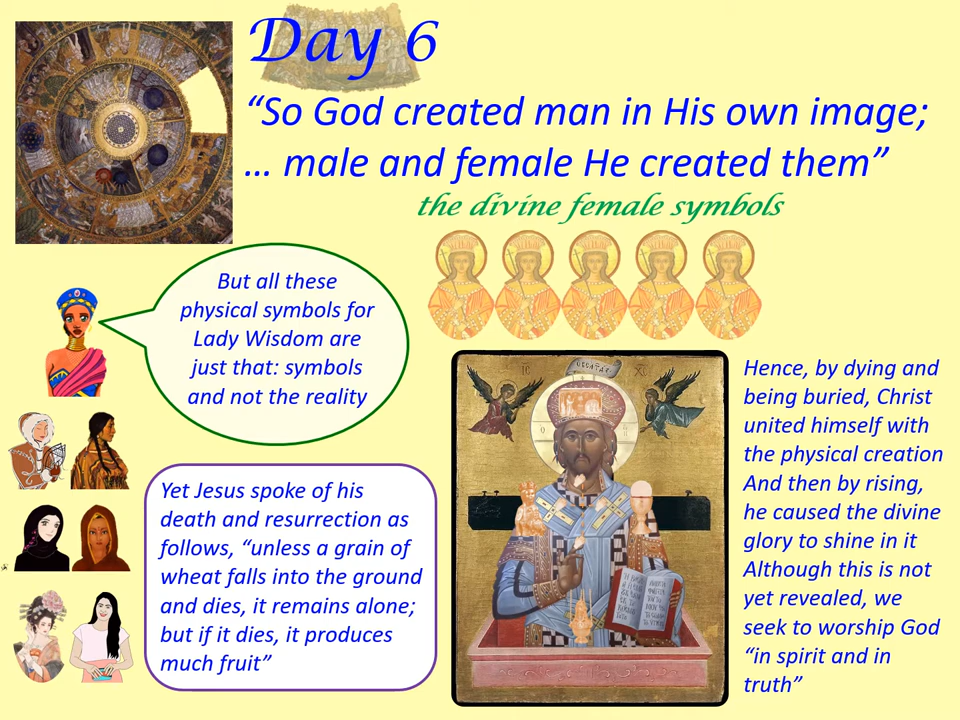 Day 6
“So God created man in His own image;
… male and female He created them”
the divine female symbols
But all these
physical symbols for
Lady Wisdom are
just that: symbols
and not the reality
Yet Jesus spoke of his
death and resurrection as
follows, “unless a grain of
wheat falls into the ground
and dies, it remains alone;
but if it dies, it produces
much fruit”
Hence, by dying and
being buried, Christ
united himself with
the physical creation
And then by rising,
he caused the divine
glory to shine in it
Although this is not
yet revealed, we
seek to worship God
“in spirit and in
truth”